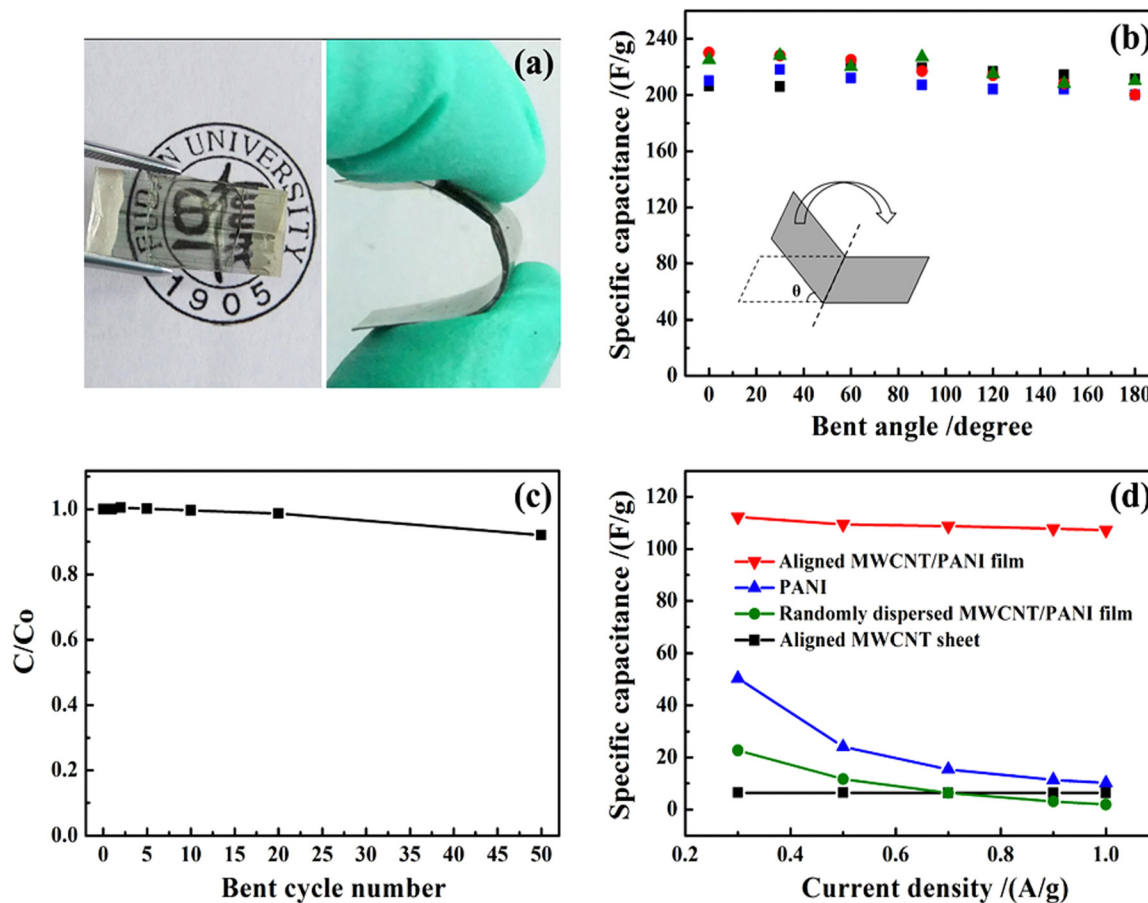 (a)
UNIVERSITY
1905
(b)
Specific capacitance /(F/g)
240
200
160
120
80
40
0
θ
0 20 40 60 80 100 120 140 160 180
Bent angle /degree
(c)
C/Co
1.0
0.8
0.6
0.4
0.2
0.0
0 5 10 15 20 25 30 35 40 45 50
Bent cycle number
(d)
Specific capacitance /(F/g)
120
100
80
60
40
20
0
Aligned MWCNT/PANI film
PANI
Randomly dispersed MWCNT/PANI film
Aligned MWCNT sheet
0.2 0.4 0.6 0.8 1.0
Current density /(A/g)